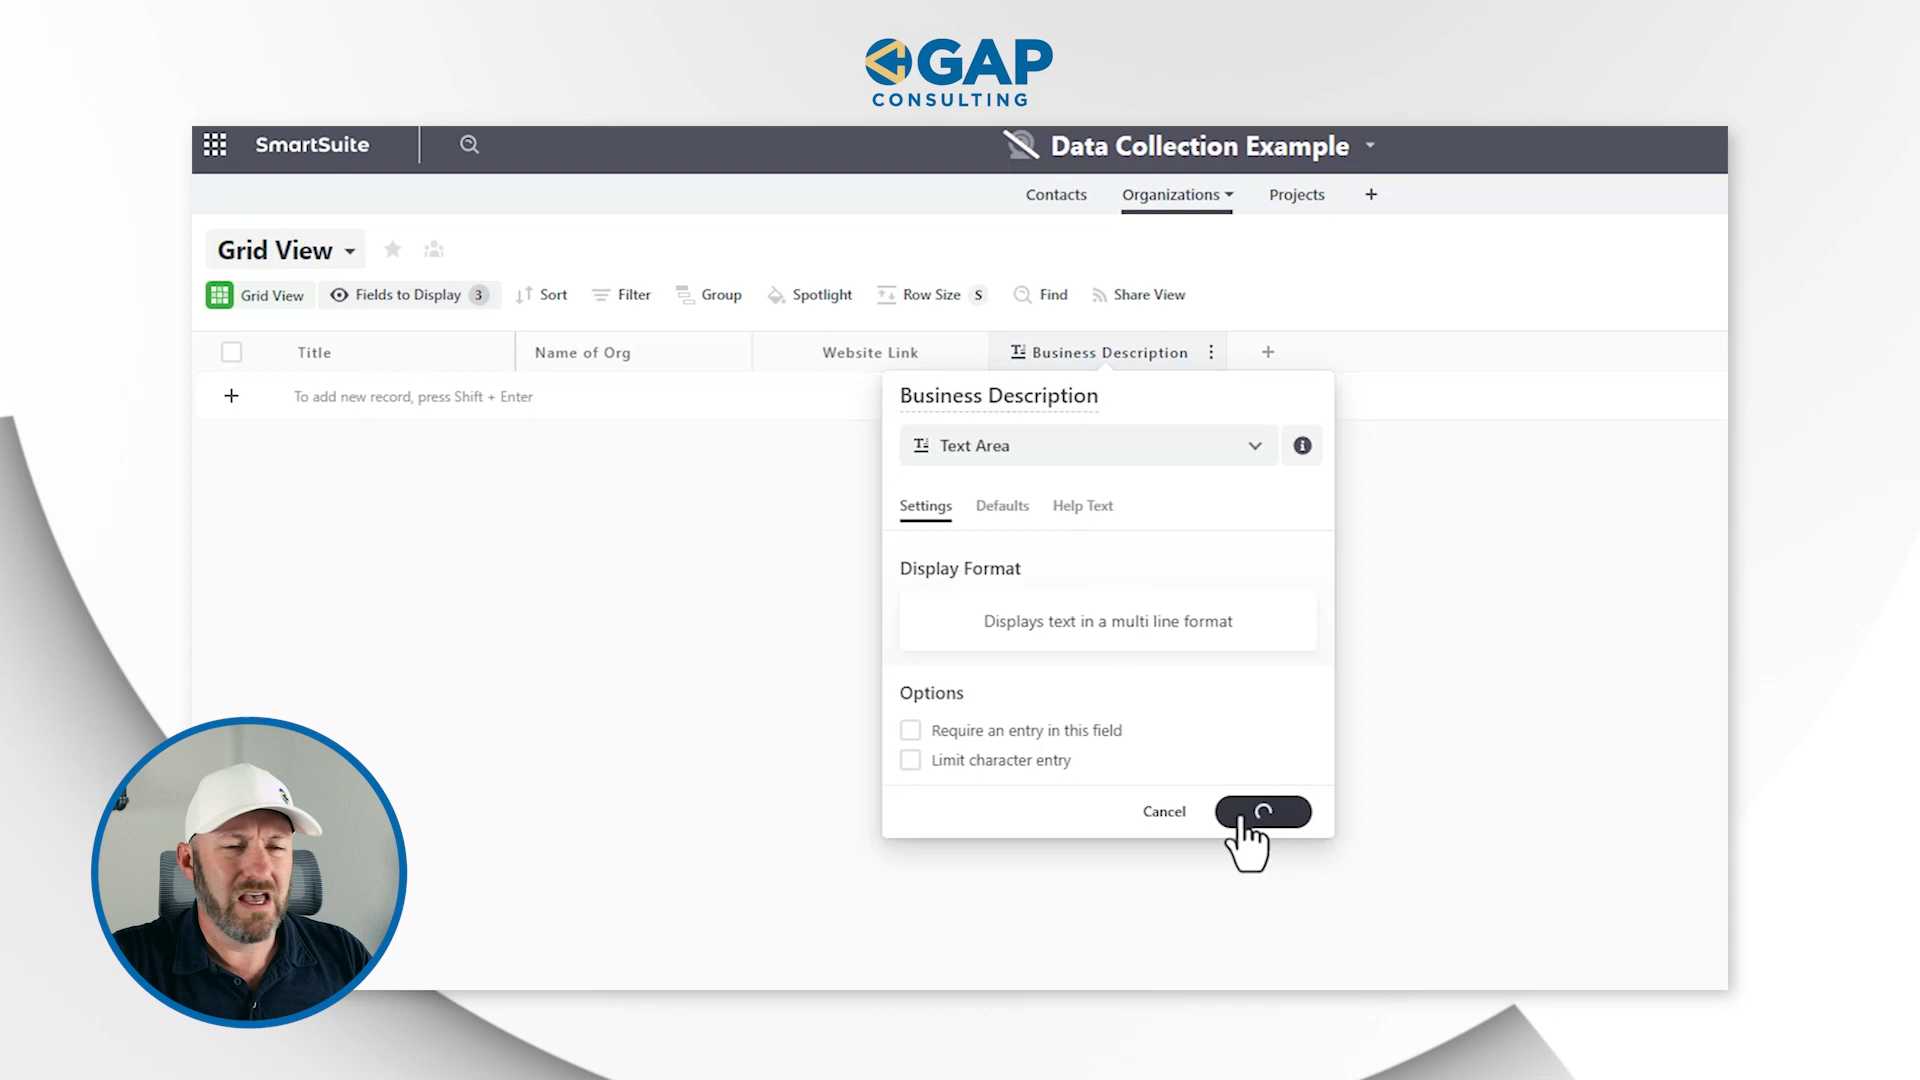 GAP
CONSULTING
SmartSuite
Data Collection Example
Contacts
Organizations
Projects
+
Grid View
Grid View
Fields to Display 3
Sort
Filter
Group
Spotlight
Row Size S
Find
Share View
Title
Name of Org
Website Link
Business Description
+
+
To add new record, press Shift + Enter
Business Description
Text Area
Settings
Defaults
Help Text
Display Format
Displays text in a multi line format
Options
Require an entry in this field
Limit character entry
Cancel